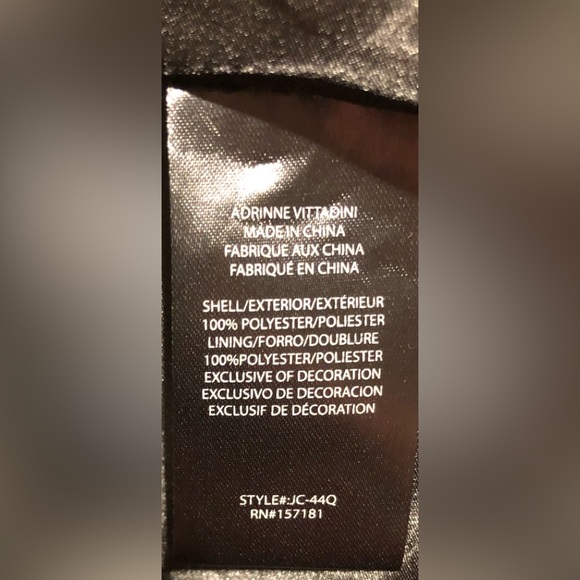 ADRINNE VITTADINI
MADE IN CHINA
FABRIQUE AUX CHINA
FABRIQUÉ EN CHINA
SHELL/EXTERIOR/EXTÉRIEUR
100% POLYESTER/POLIESTER
LINING/FORRO/DOUBLURE
100%POLYESTER/POLIESTER
EXCLUSIVE OF DECORATION
EXCLUSIVO DE DECORACION
EXCLUSIF DE DÉCORATION
STYLE#:JC-44Q
RN#157181